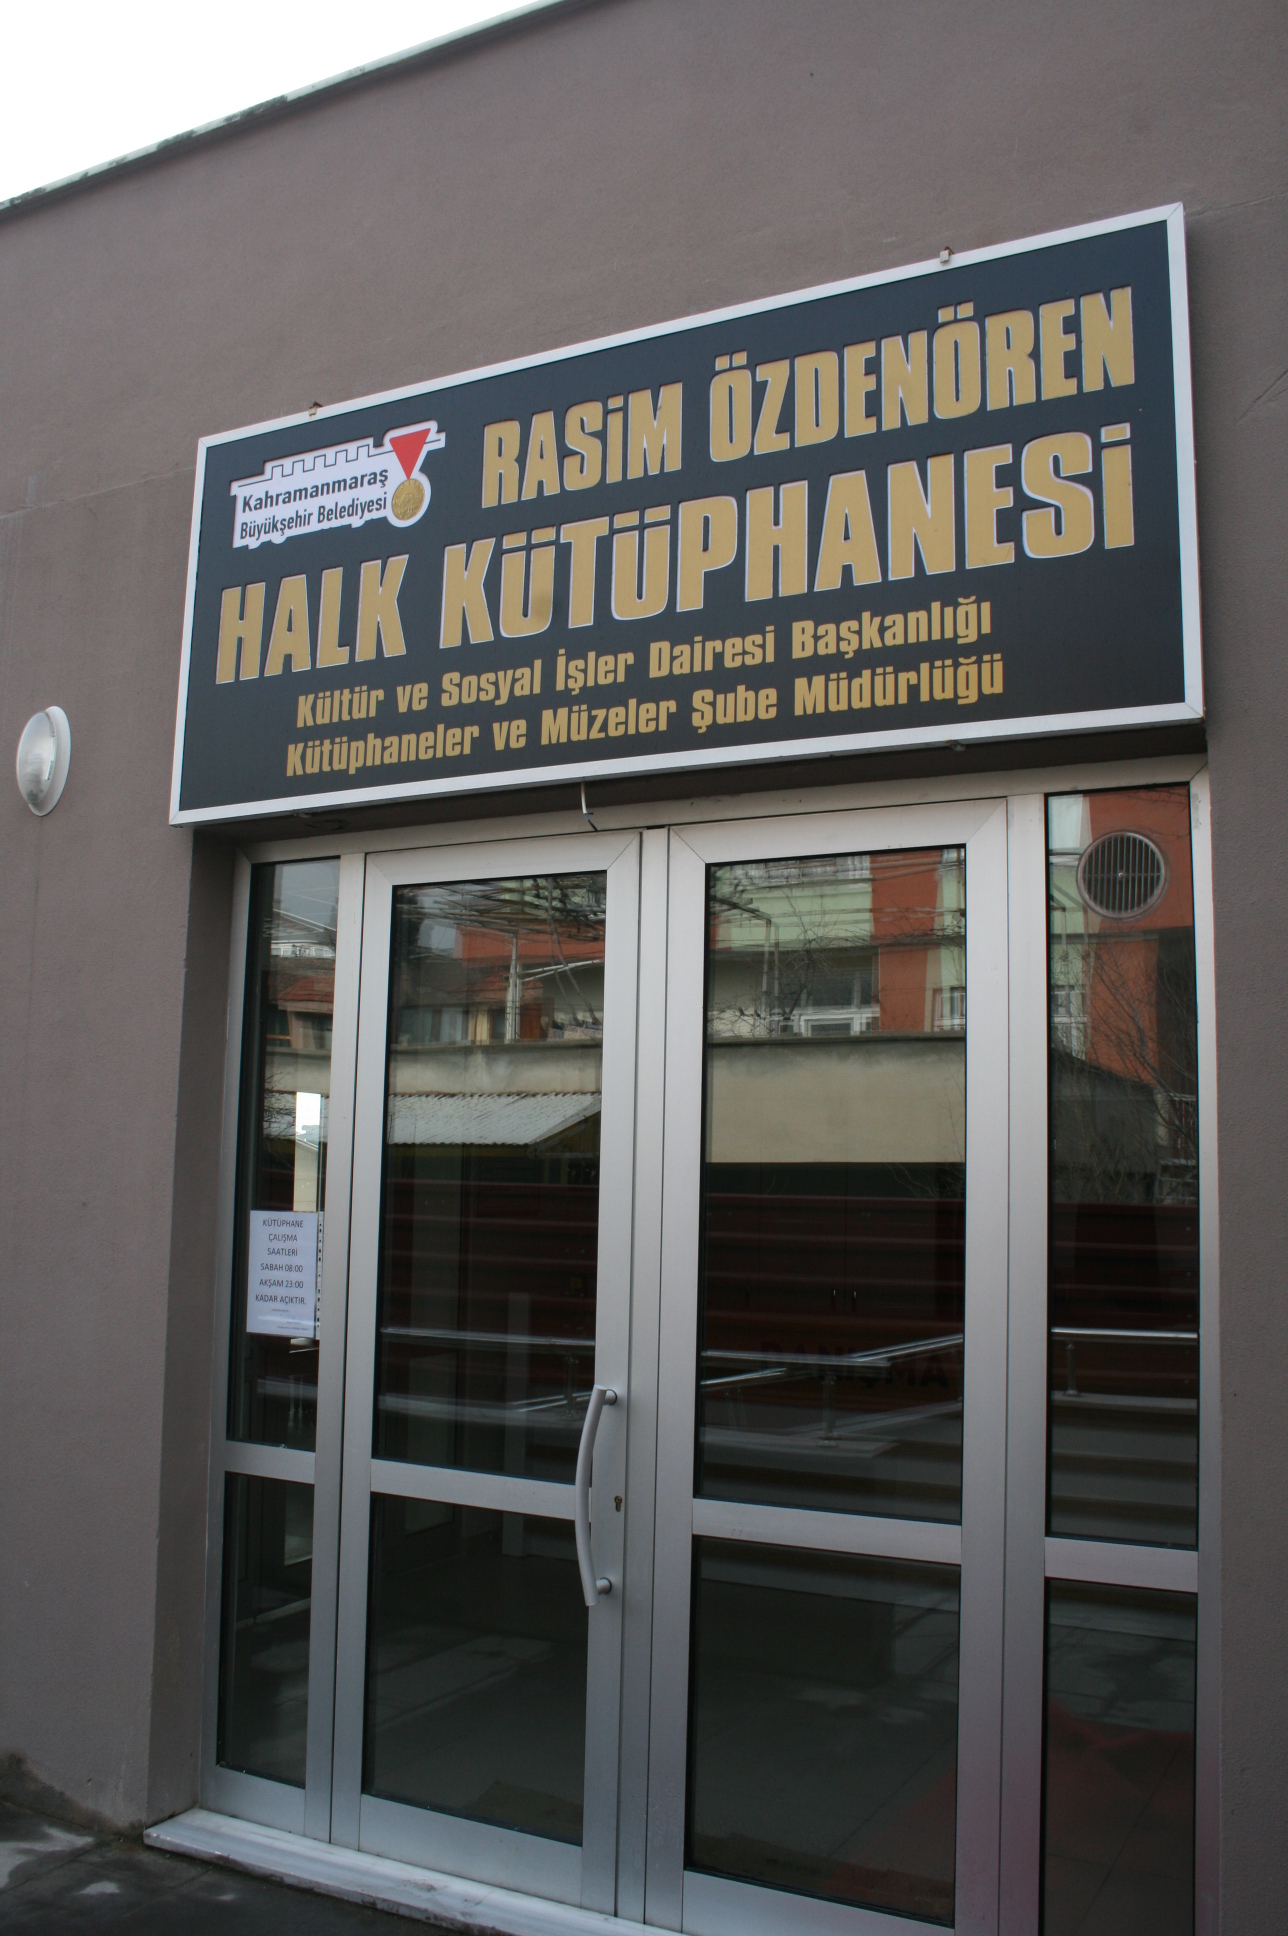 Kahramanmaraş
Büyükşehir Belediyesi
RASİM ÖZDENÖREN
HALK KÜTÜPHANESİ
Kültür ve Sosyal İşler Dairesi Başkanlığı
Kütüphaneler ve Müzeler Şube Müdürlüğü
KÜTÜPHANE
ÇALIŞMA
SAATLERİ
SABAH 08:00
AKŞAM 23:00
KADAR AÇIKTIR.